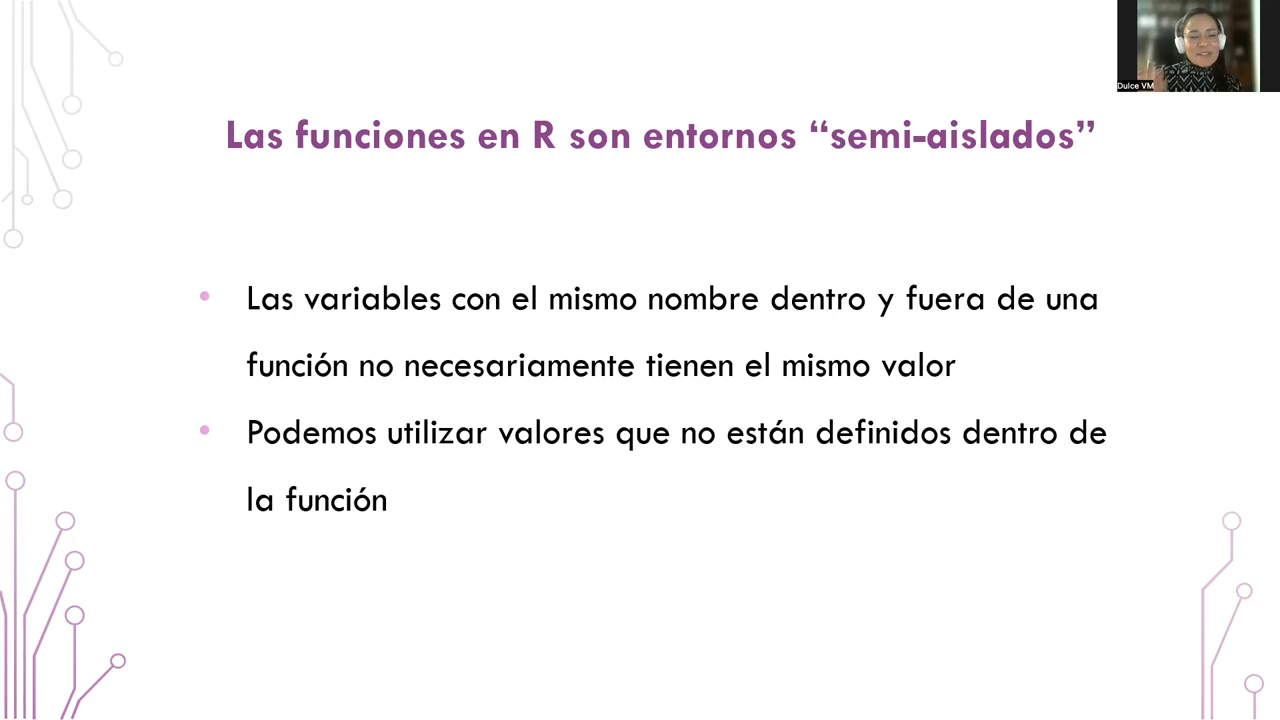 Dulce VM
Las funciones en R son entornos “semi-aislados”
• Las variables con el mismo nombre dentro y fuera de una
función no necesariamente tienen el mismo valor
• Podemos utilizar valores que no están definidos dentro de
la función